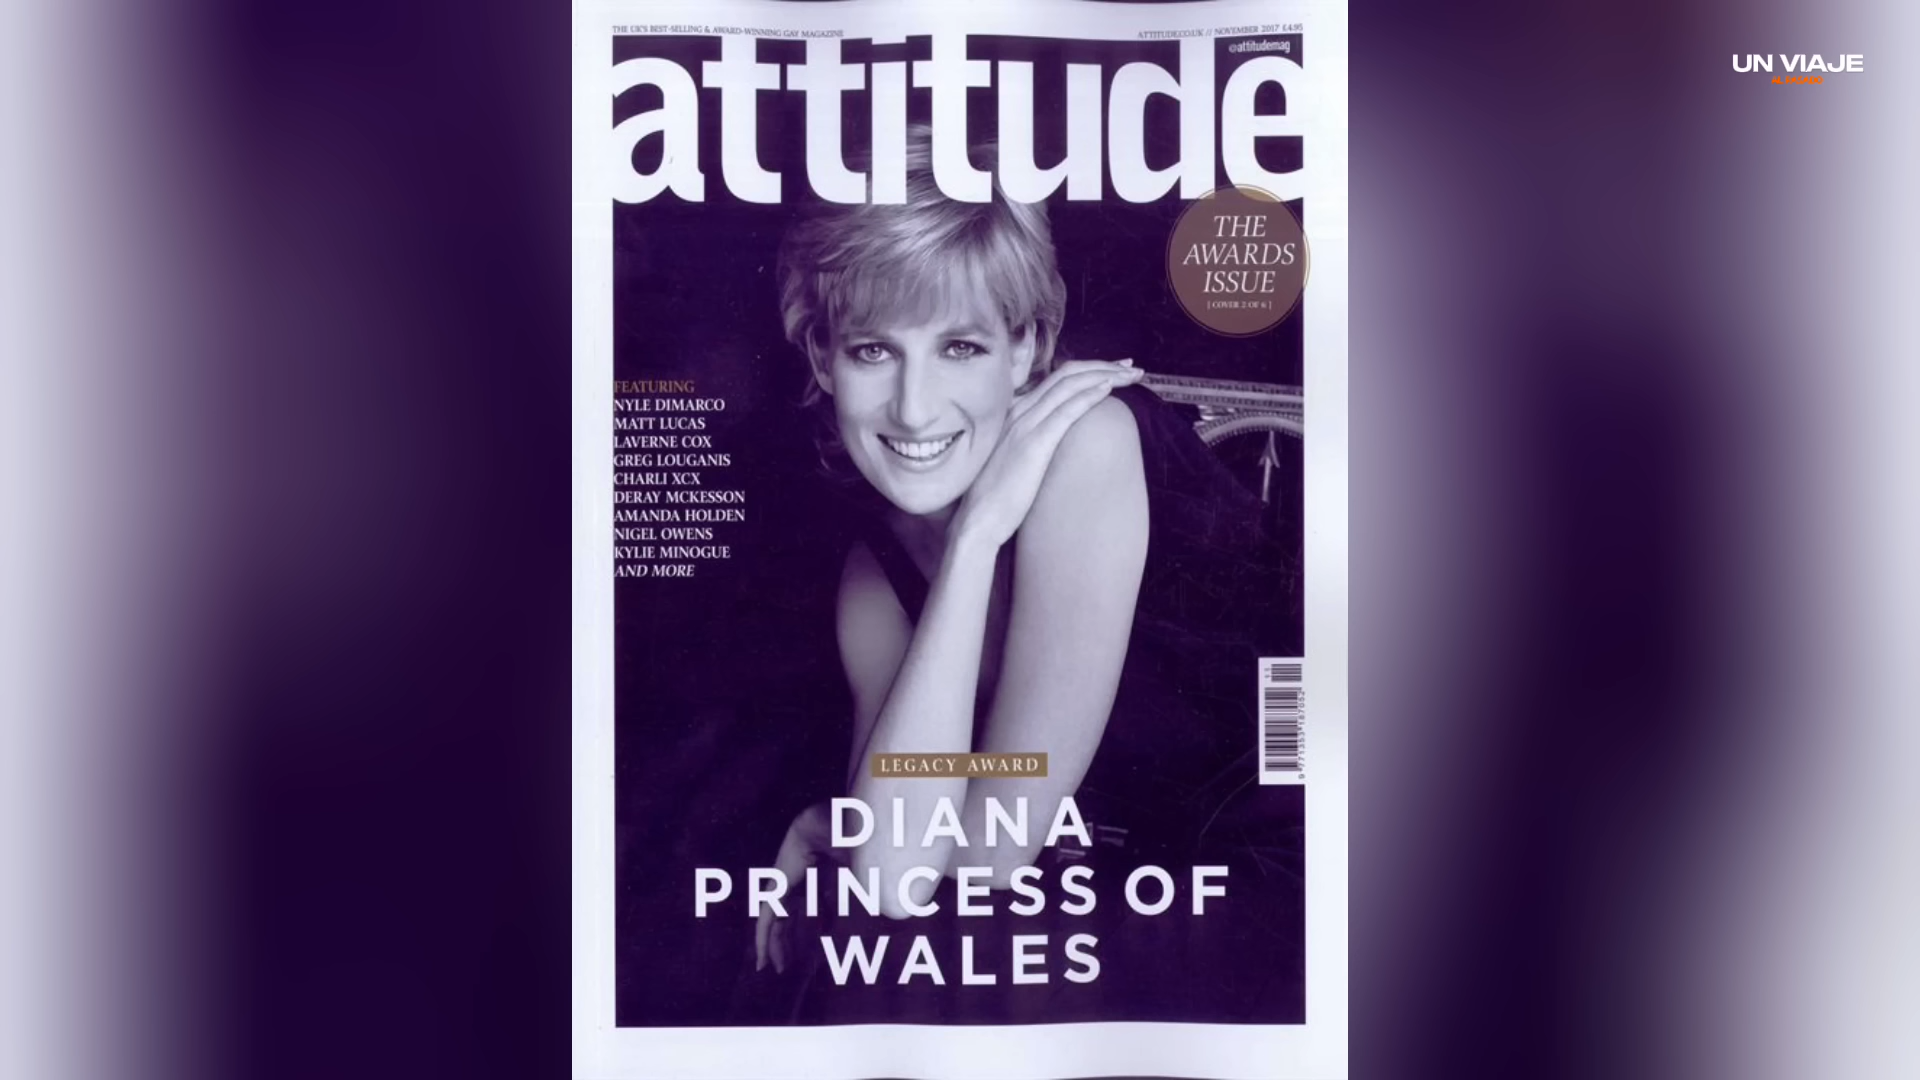 THE UK'S BEST-SELLING & AWARD-WINNING GAY MAGAZINE
ATTITUDE.CO.UK // NOVEMBER 2017 £4.95
@attitudemag
attitude
UN VIAJE
THE
AWARDS
ISSUE
[ COVER 2 OF 6 ]
FEATURING
NYLE DIMARCO
MATT LUCAS
LAVERNE COX
GREG LOUGANIS
CHARLI XCX
DERAY MCKESSON
AMANDA HOLDEN
NIGEL OWENS
KYLIE MINOGUE
AND MORE
LEGACY AWARD
DIANA
PRINCESS OF
WALES